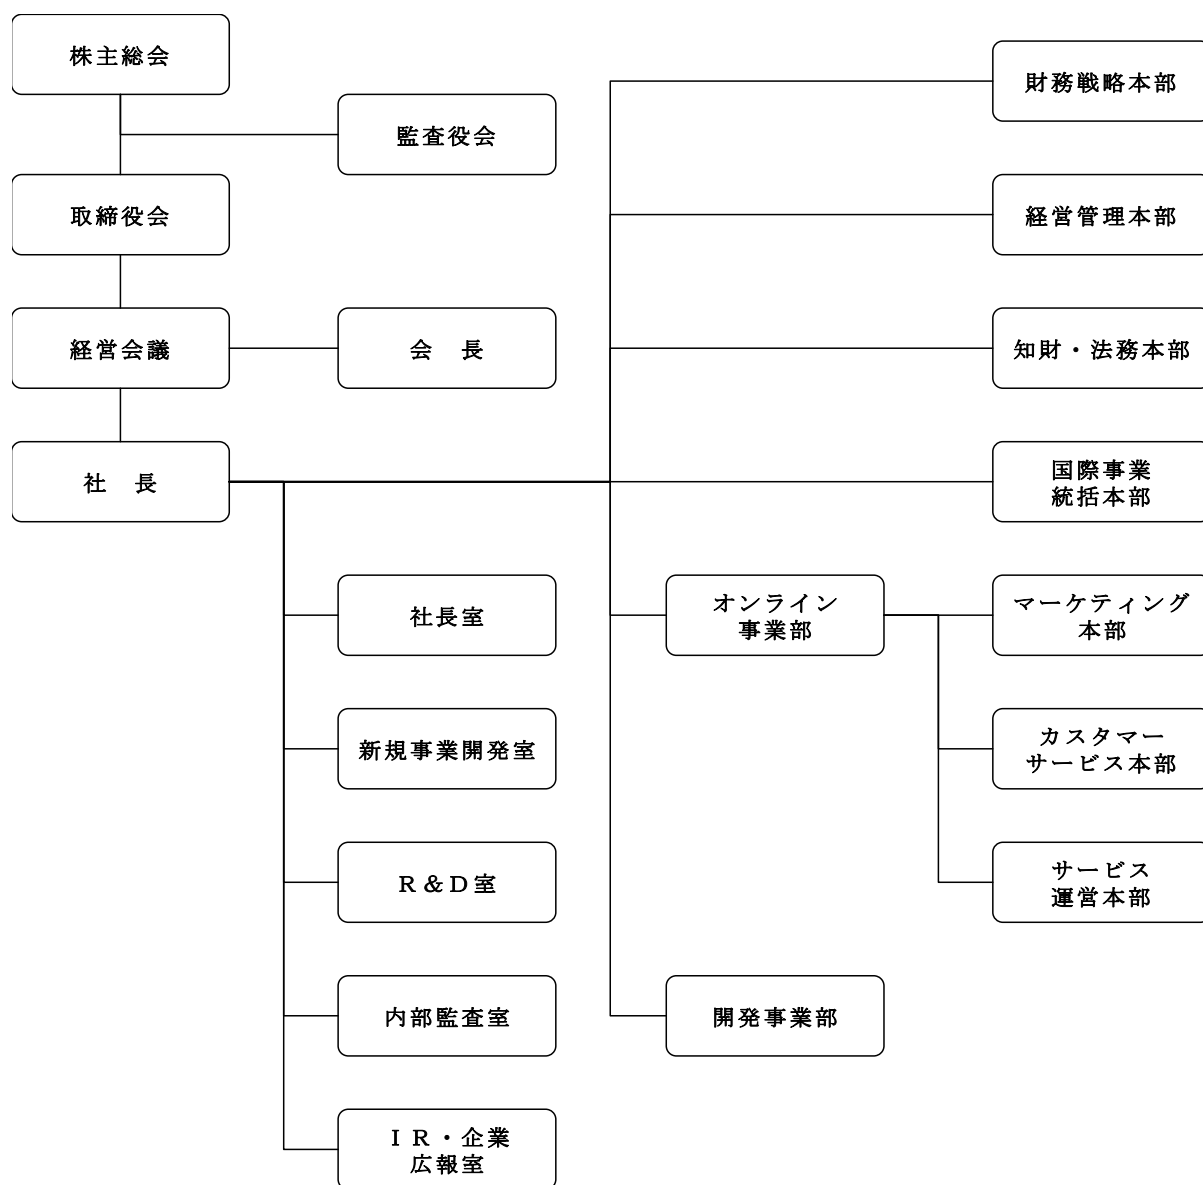 株主総会
監査役会
取締役会
経営会議
会　長
社　長
社長室
新規事業開発室
Ｒ＆Ｄ室
内部監査室
ＩＲ・企業
広報室
財務戦略本部
経営管理本部
知財・法務本部
国際事業
統括本部
オンライン
事業部
マーケティング
本部
カスタマー
サービス本部
サービス
運営本部
開発事業部